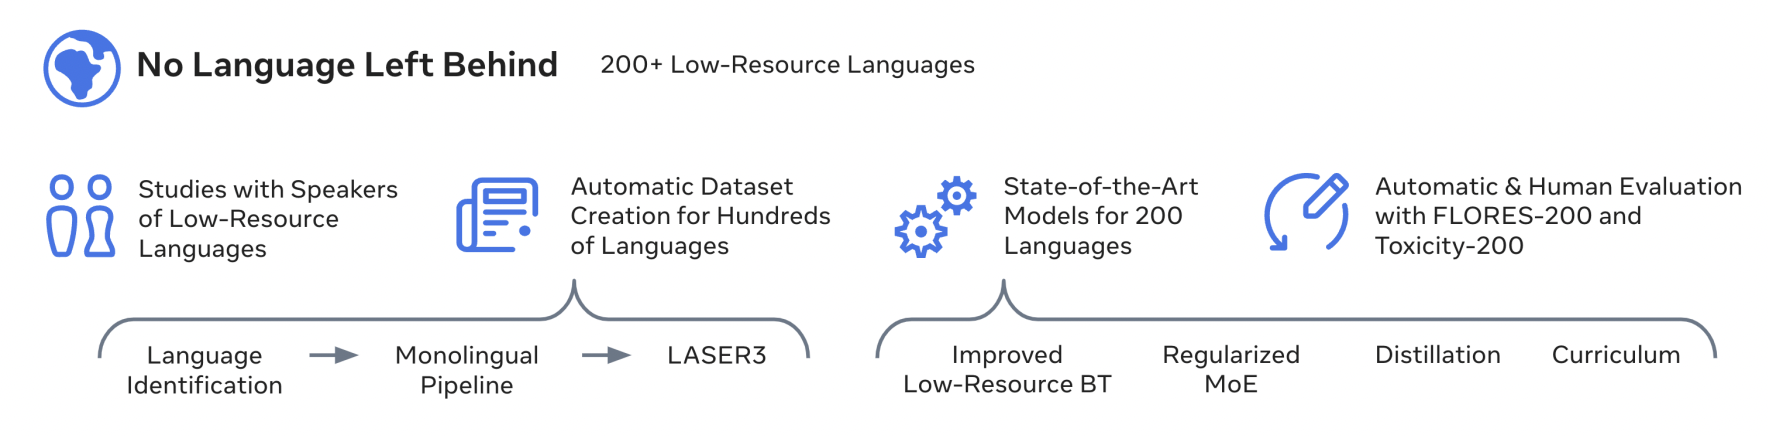 No Language Left Behind
200+ Low-Resource Languages
Studies with Speakers
of Low-Resource
Languages
Automatic Dataset
Creation for Hundreds
of Languages
State-of-the-Art
Models for 200
Languages
Automatic & Human Evaluation
with FLORES-200 and
Toxicity-200
Language
Identification
Monolingual
Pipeline
LASER3
Improved
Low-Resource BT
Regularized
MoE
Distillation
Curriculum